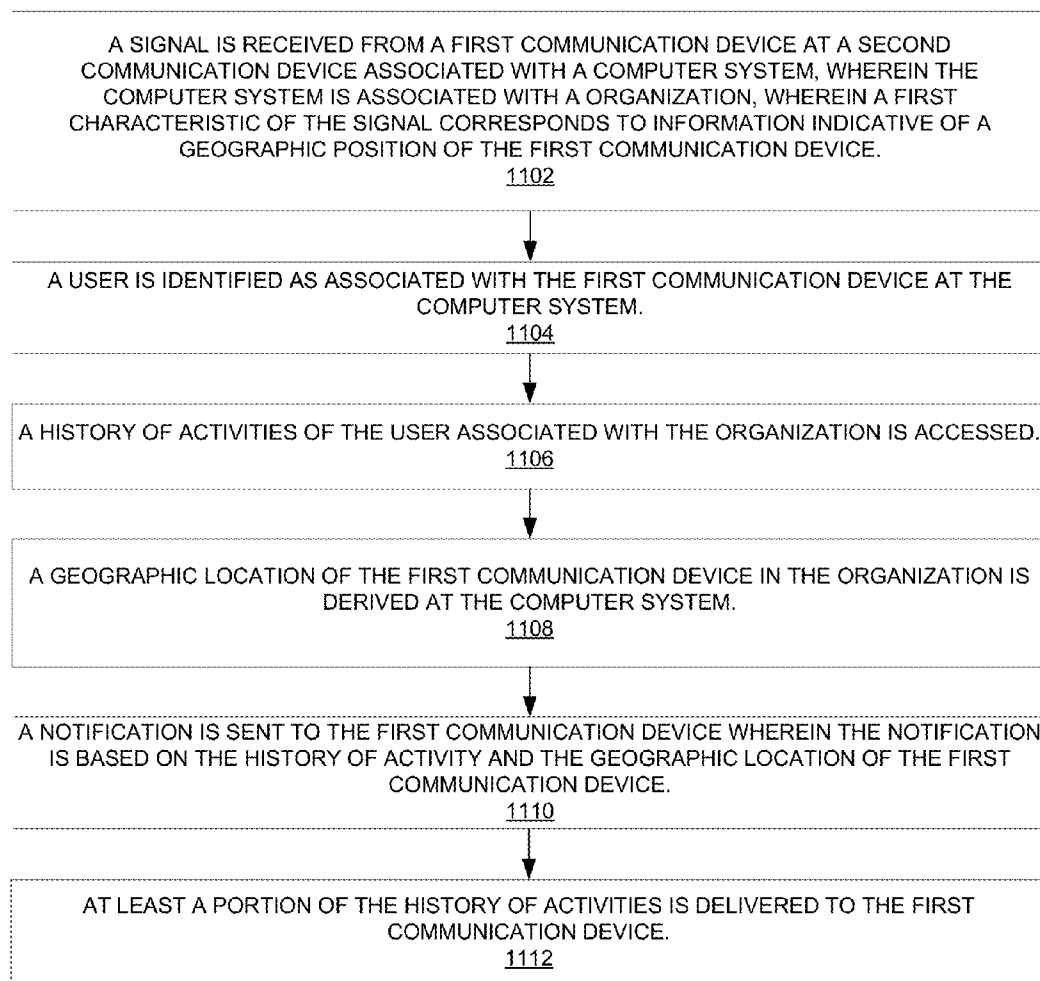 A SIGNAL IS RECEIVED FROM A FIRST COMMUNICATION DEVICE AT A SECOND
COMMUNICATION DEVICE ASSOCIATED WITH A COMPUTER SYSTEM, WHEREIN THE
COMPUTER SYSTEM IS ASSOCIATED WITH A ORGANIZATION, WHEREIN A FIRST
CHARACTERISTIC OF THE SIGNAL CORRESPONDS TO INFORMATION INDICATIVE OF A
GEOGRAPHIC POSITION OF THE FIRST COMMUNICATION DEVICE.
1102
A USER IS IDENTIFIED AS ASSOCIATED WITH THE FIRST COMMUNICATION DEVICE AT THE
COMPUTER SYSTEM.
1104
A HISTORY OF ACTIVITIES OF THE USER ASSOCIATED WITH THE ORGANIZATION IS ACCESSED.
1106
A GEOGRAPHIC LOCATION OF THE FIRST COMMUNICATION DEVICE IN THE ORGANIZATION IS
DERIVED AT THE COMPUTER SYSTEM.
1108
A NOTIFICATION IS SENT TO THE FIRST COMMUNICATION DEVICE WHEREIN THE NOTIFICATION
IS BASED ON THE HISTORY OF ACTIVITY AND THE GEOGRAPHIC LOCATION OF THE FIRST
COMMUNICATION DEVICE.
1110
AT LEAST A PORTION OF THE HISTORY OF ACTIVITIES IS DELIVERED TO THE FIRST
COMMUNICATION DEVICE.
1112